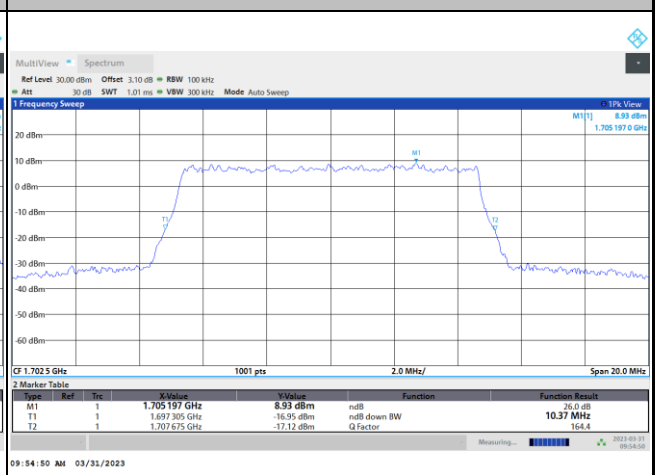 MultiView Spectrum
Ref Level 30.00 dBm Offset 3.10 dB RBW 100 kHz
Att 30 dB SWT 1.01 ms VBW 300 kHz Mode Auto Sweep
1 Frequency Sweep 1Pk View
M1[1] 8.93 dBm
1.705 197 0 GHz
20 dBm
M1
10 dBm
0 dBm
-10 dBm
T1 T2
-20 dBm
-30 dBm
-40 dBm
-50 dBm
-60 dBm
CF 1.702 5 GHz 1001 pts 2.0 MHz/ Span 20.0 MHz
2 Marker Table
Type Ref Trc X-Value Y-Value Function Function Result
M1 1 1.705 197 GHz 8.93 dBm ndB 26.0 dB
T1 1 1.697 305 GHz -16.95 dBm ndB down BW 10.37 MHz
T2 1 1.707 675 GHz -17.12 dBm Q Factor 164.4
Measuring... 2023-03-31
09:54:50
09:54:50 AM 03/31/2023